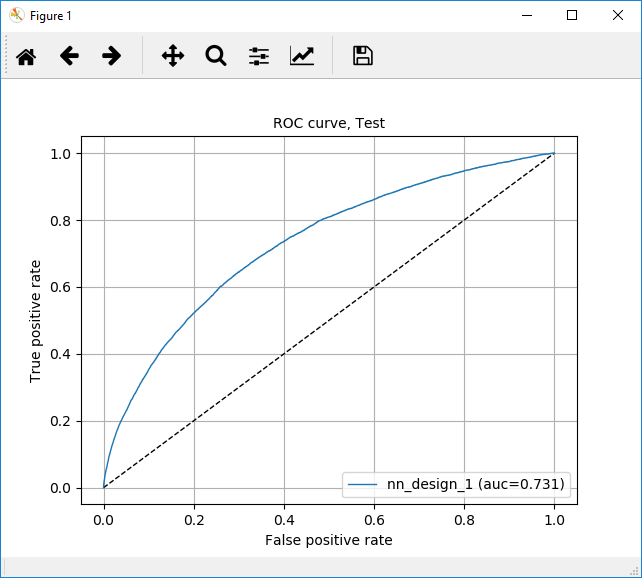 Figure 1
ROC curve, Test
1.0
0.8
0.6
0.4
0.2
0.0
True positive rate
nn_design_1 (auc=0.731)
0.0 0.2 0.4 0.6 0.8 1.0
False positive rate